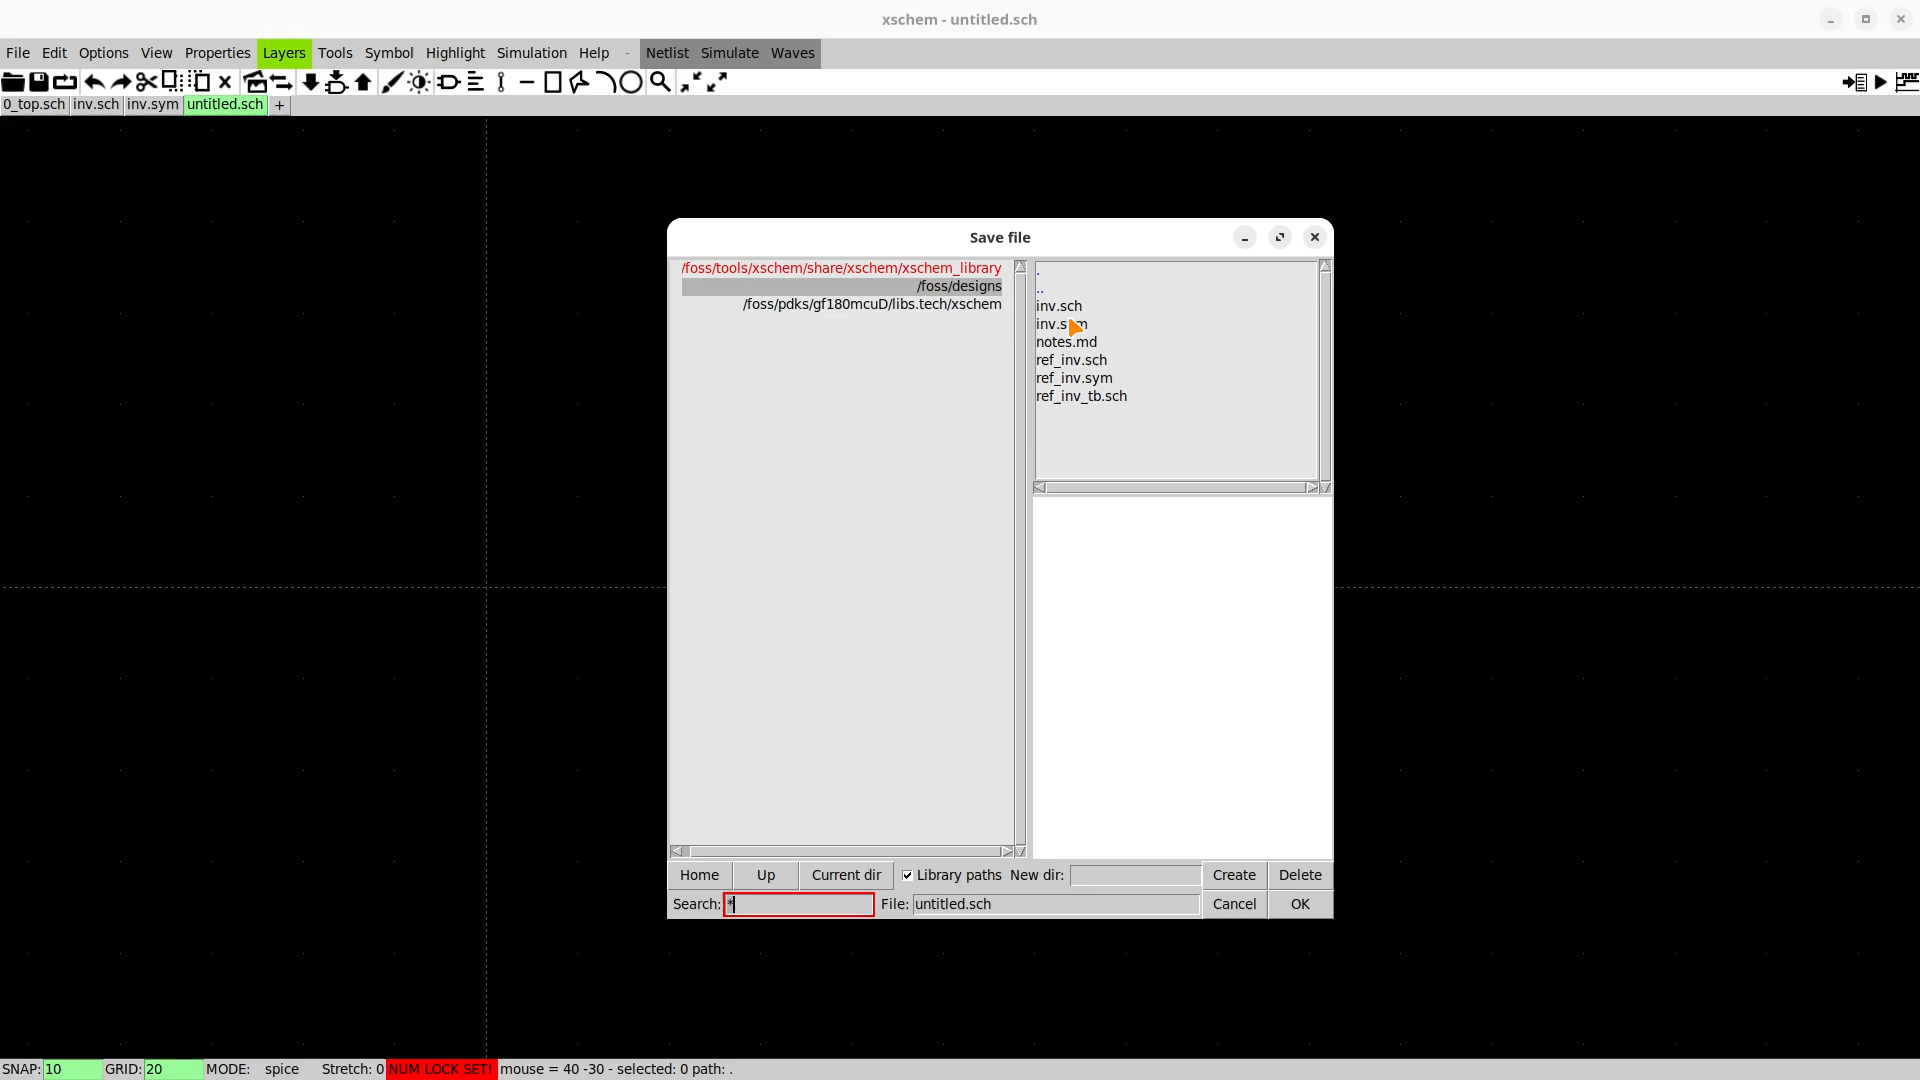 xschem - untitled.sch
File Edit Options View Properties Layers Tools Symbol Highlight Simulation Help - Netlist Simulate Waves
0_top.sch inv.sch inv.sym untitled.sch +
Save file
/foss/tools/xschem/share/xschem/xschem_library
/foss/designs
/foss/pdks/gf180mcuD/libs.tech/xschem
.
..
inv.sch
inv.sym
notes.md
ref_inv.sch
ref_inv.sym
ref_inv_tb.sch
Home Up Current dir Library paths New dir: Create Delete
Search: * File: untitled.sch Cancel OK
SNAP: 10 GRID: 20 MODE: spice Stretch: 0 NUM LOCK SET! mouse = 40 -30 - selected: 0 path: .